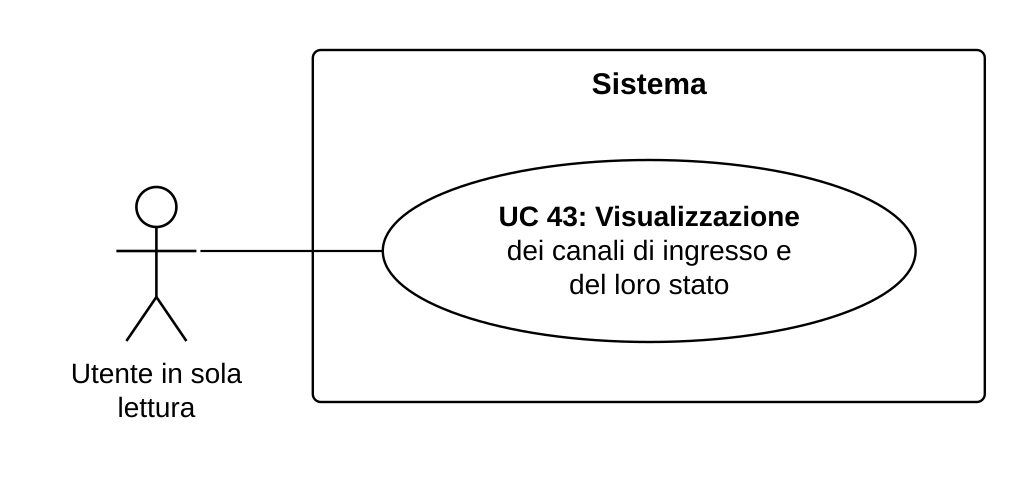 Sistema
UC 43: Visualizzazione
dei canali di ingresso e
del loro stato
Utente in sola
lettura